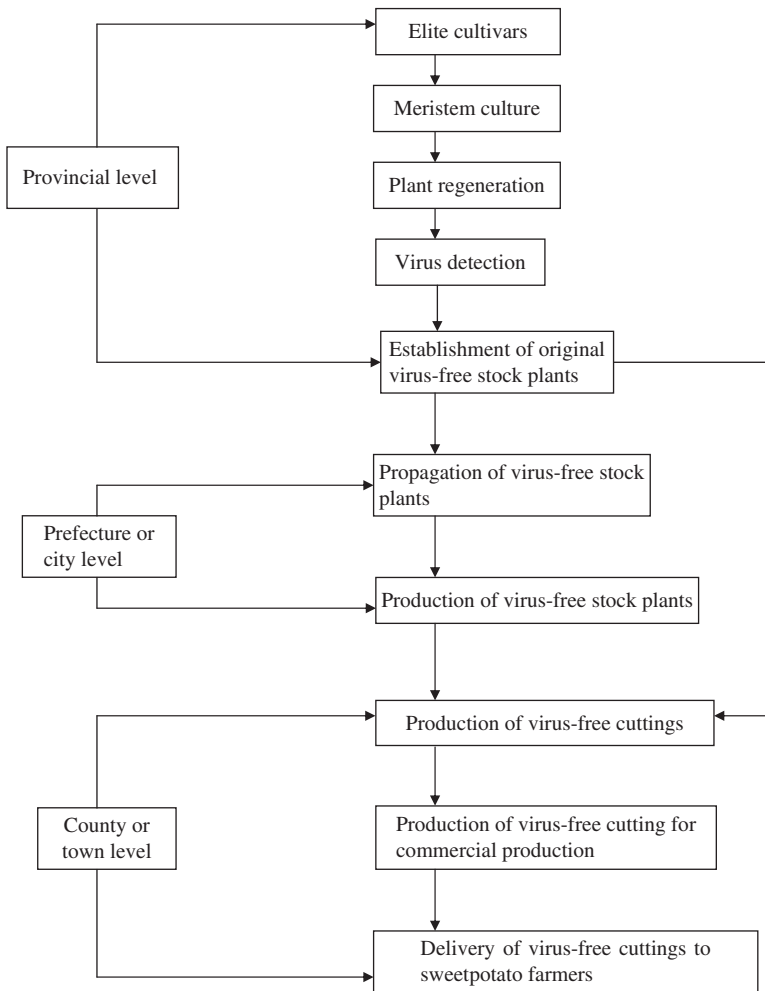 Elite cultivars
Meristem culture
Provincial level
Plant regeneration
Virus detection
Establishment of original
virus-free stock plants
Propagation of virus-free stock
plants
Prefecture or
city level
Production of virus-free stock plants
Production of virus-free cuttings
County or
town level
Production of virus-free cutting for
commercial production
Delivery of virus-free cuttings to
sweetpotato farmers